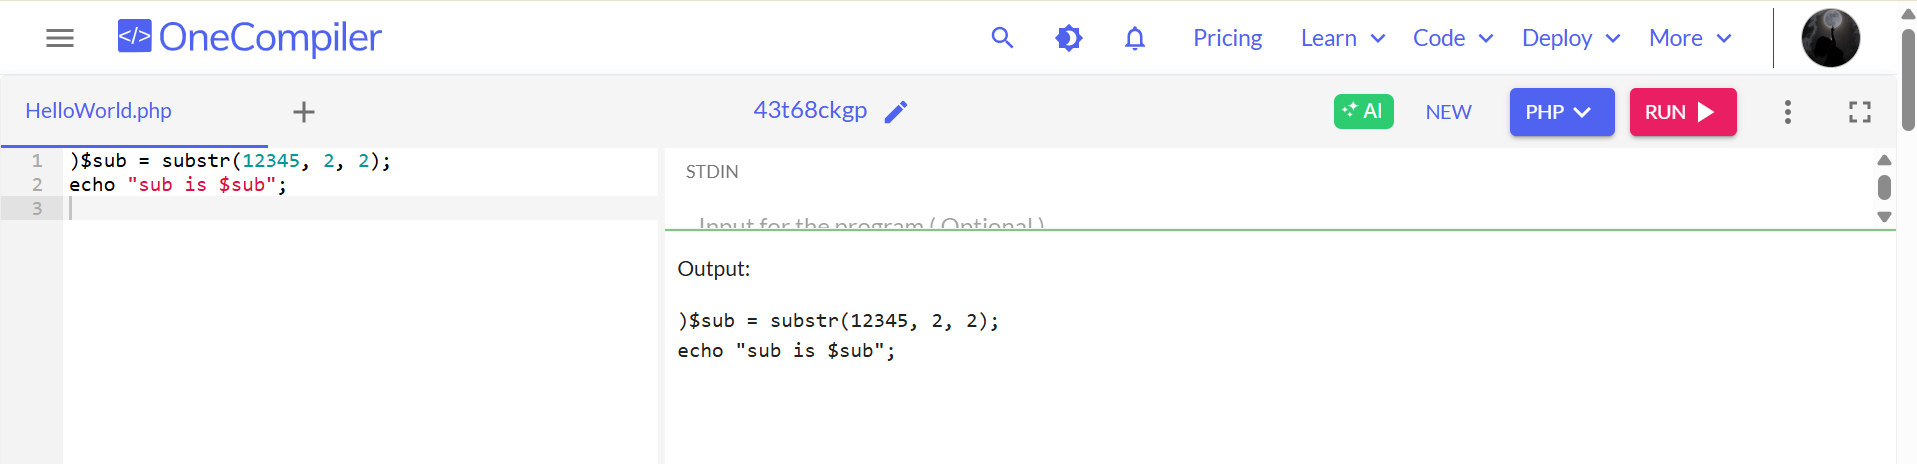 </> OneCompiler
Pricing Learn Code Deploy More
HelloWorld.php + 43t68ckgp AI NEW PHP RUN
1 )$sub = substr(12345, 2, 2);
2 echo "sub is $sub";
3
STDIN
Input for the program ( Optional )
Output:
)$sub = substr(12345, 2, 2);
echo "sub is $sub";